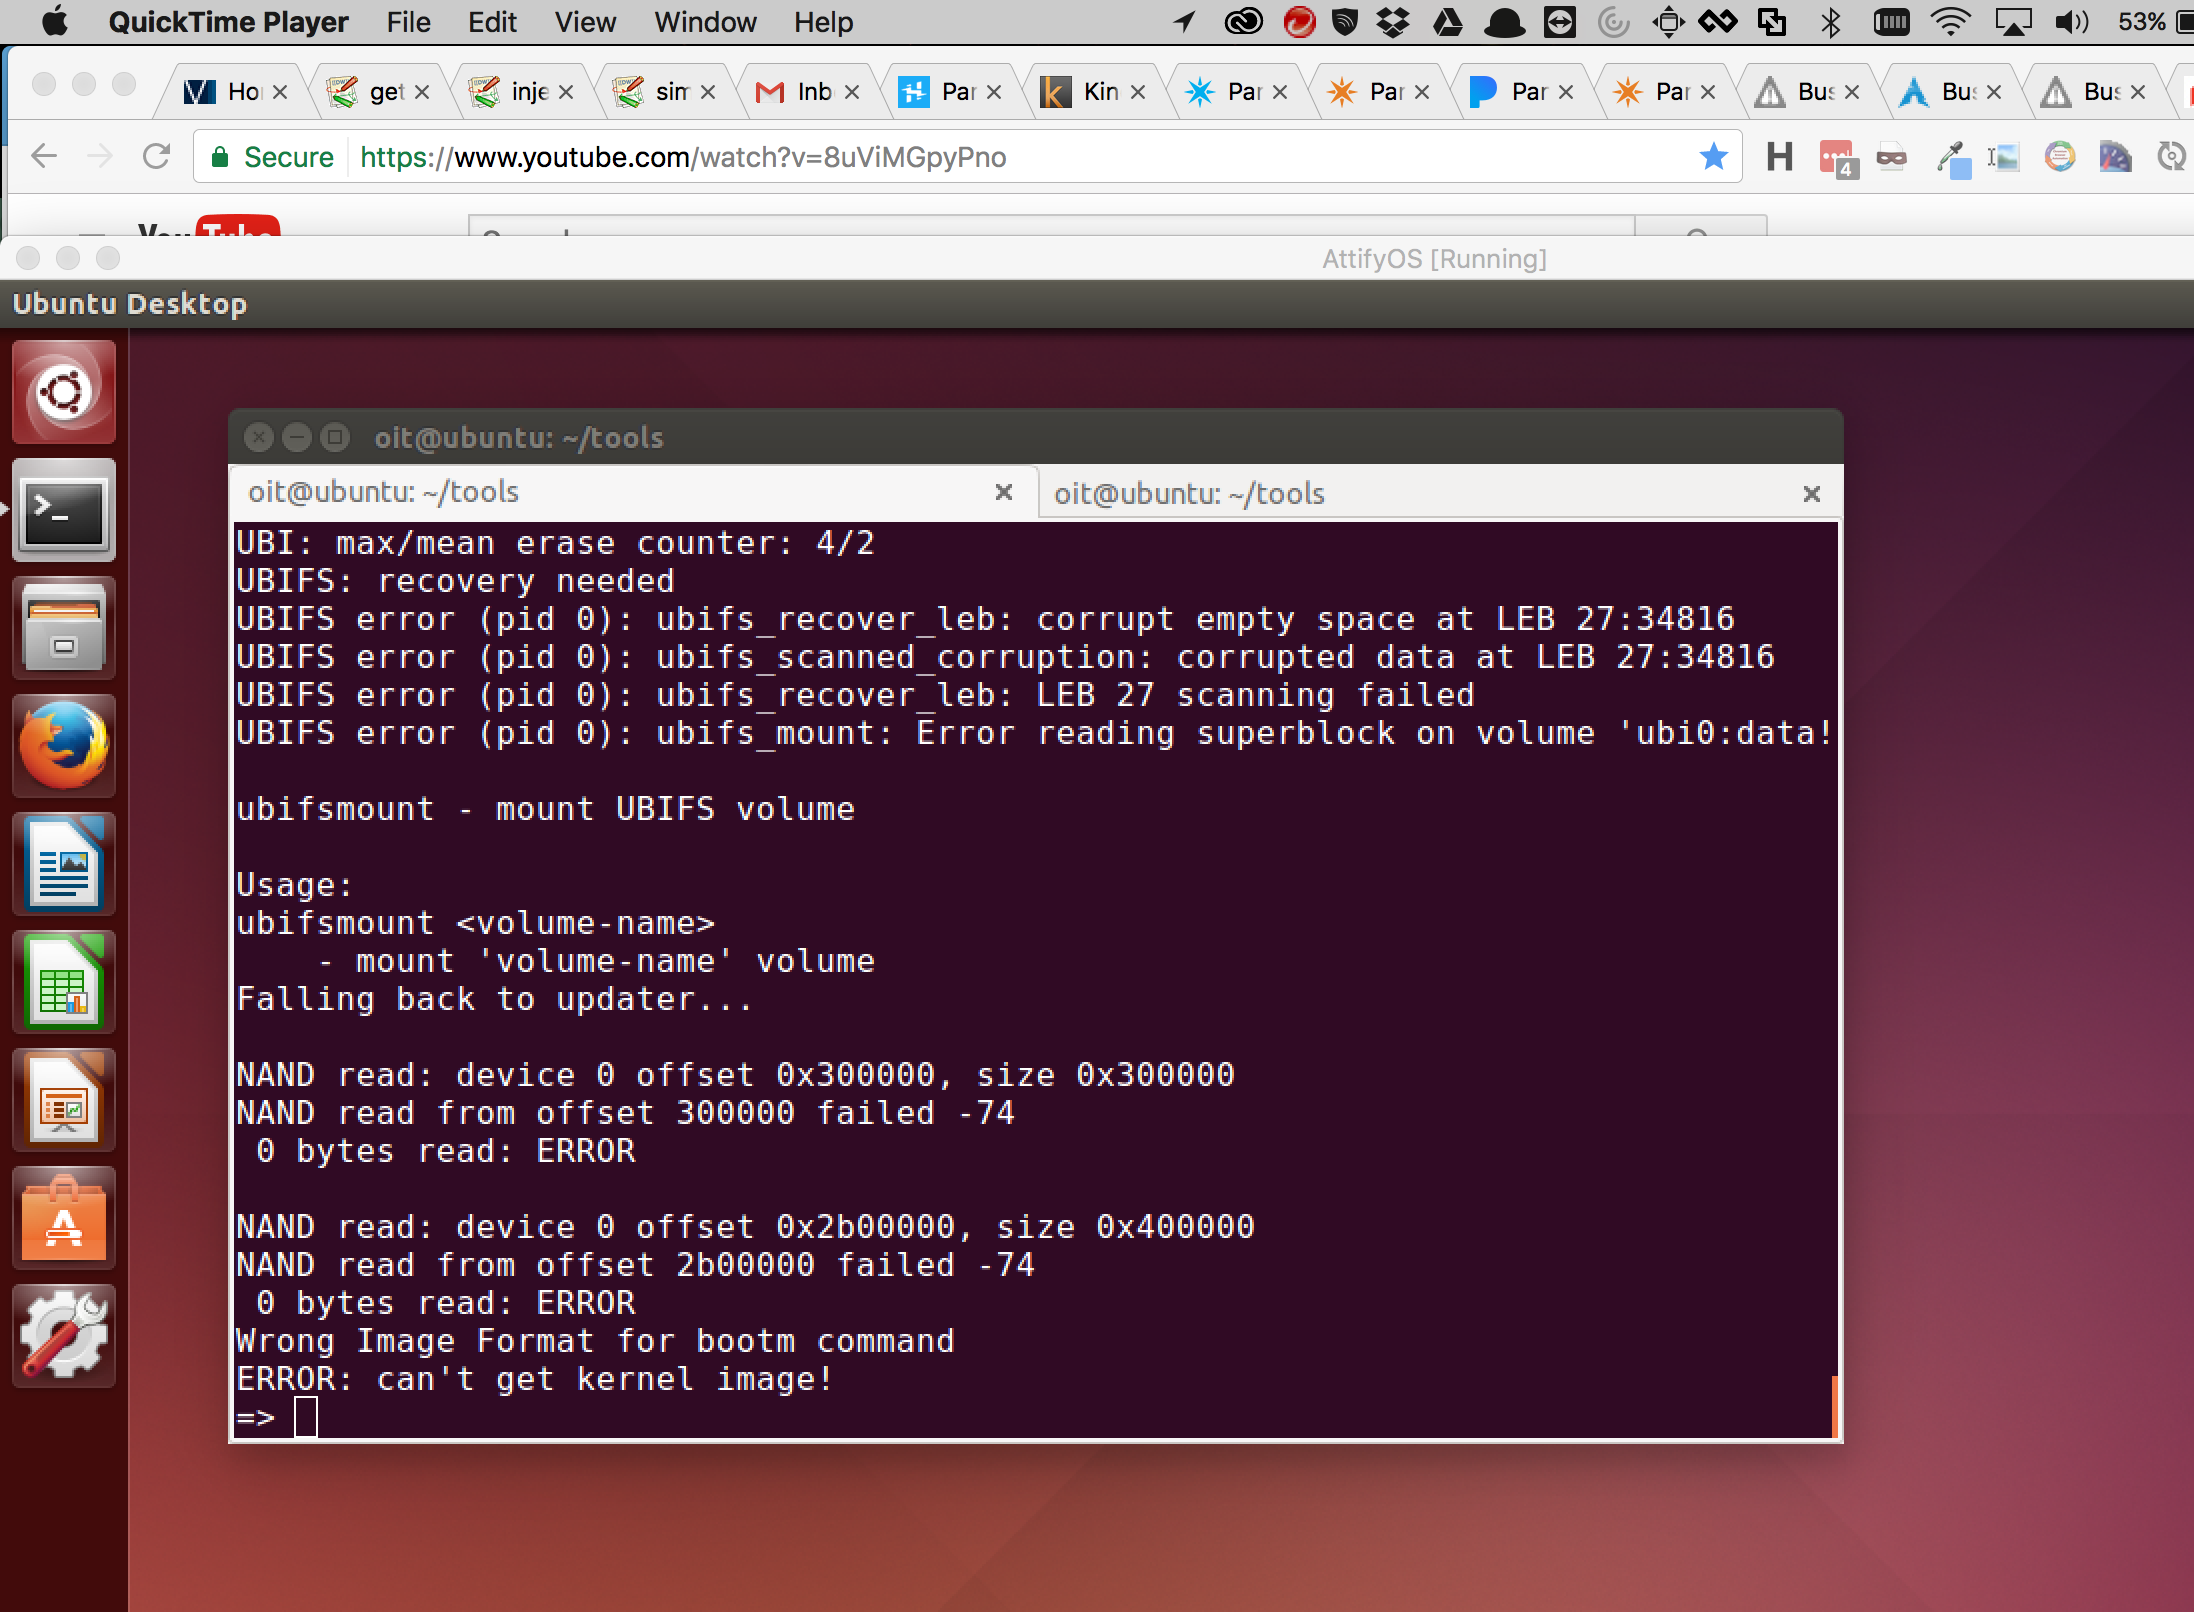 QuickTime Player File Edit View Window Help 53%
Ho get inje sim Inb Par Kin Par Par Par Par Bus Bus Bus
Secure https://www.youtube.com/watch?v=8uViMGpyPno H 4
YouTube
AttifyOS [Running]
Ubuntu Desktop
oit@ubuntu: ~/tools
oit@ubuntu: ~/tools oit@ubuntu: ~/tools
UBI: max/mean erase counter: 4/2
UBIFS: recovery needed
UBIFS error (pid 0): ubifs_recover_leb: corrupt empty space at LEB 27:34816
UBIFS error (pid 0): ubifs_scanned_corruption: corrupted data at LEB 27:34816
UBIFS error (pid 0): ubifs_recover_leb: LEB 27 scanning failed
UBIFS error (pid 0): ubifs_mount: Error reading superblock on volume 'ubi0:data!
ubifsmount - mount UBIFS volume
Usage:
ubifsmount <volume-name>
- mount 'volume-name' volume
Falling back to updater...
NAND read: device 0 offset 0x300000, size 0x300000
NAND read from offset 300000 failed -74
0 bytes read: ERROR
NAND read: device 0 offset 0x2b00000, size 0x400000
NAND read from offset 2b00000 failed -74
0 bytes read: ERROR
Wrong Image Format for bootm command
ERROR: can't get kernel image!
=>